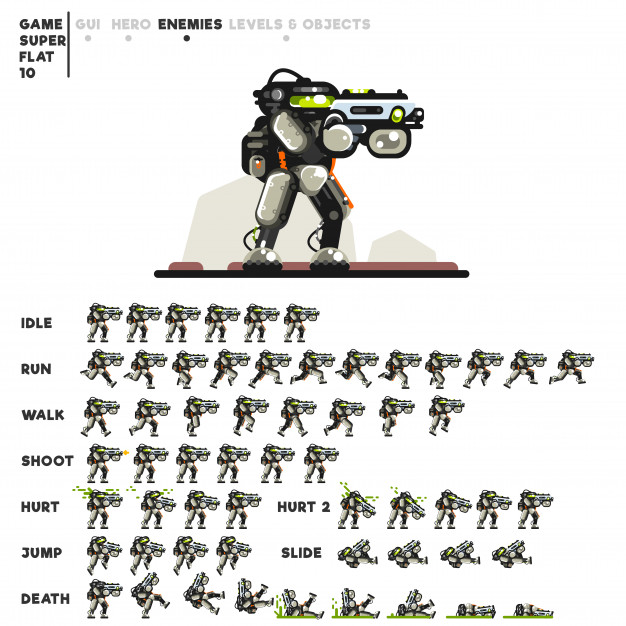 GAME
SUPER
FLAT
10
GUI HERO ENEMIES LEVELS & OBJECTS
IDLE
RUN
WALK
SHOOT
HURT
HURT 2
JUMP
SLIDE
DEATH